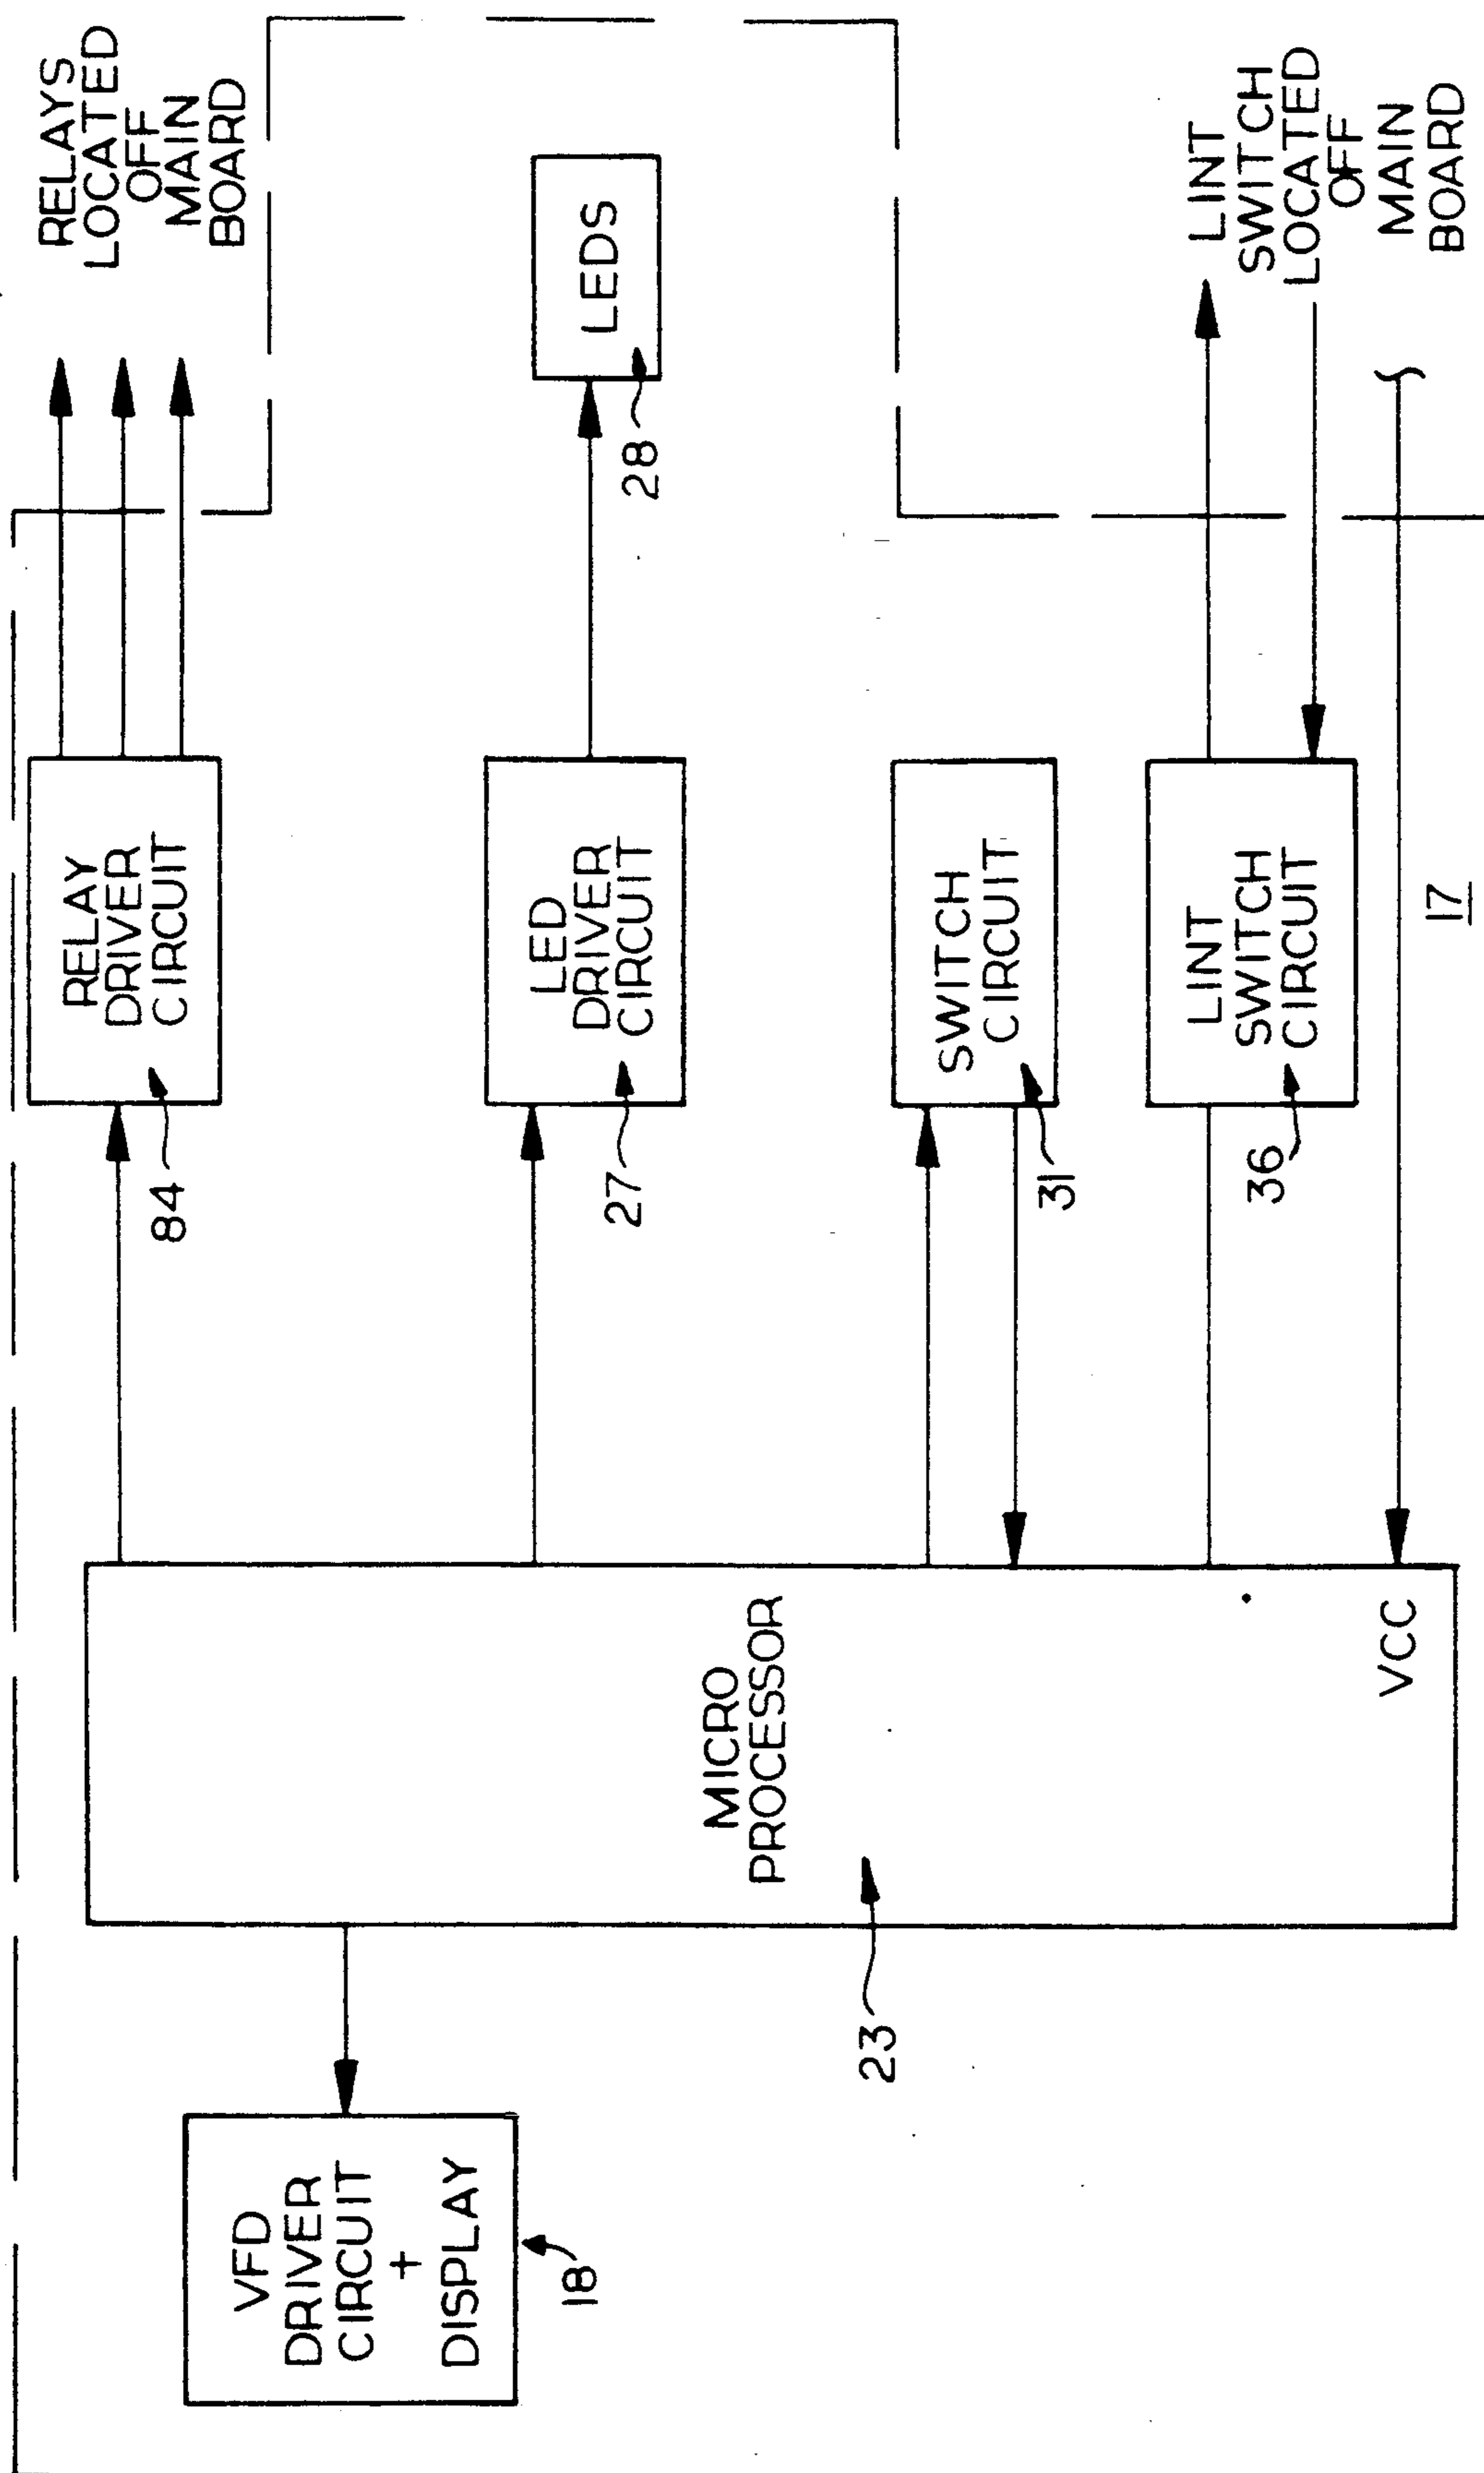 VFD
DRIVER
CIRCUIT
+
DISPLAY
18
MICRO
PROCESSOR
VCC
23
RELAY
DRIVER
CIRCUIT
84
RELAYS
LOCATED
OFF
MAIN
BOARD
LED
DRIVER
CIRCUIT
27
LEDS
28
SWITCH
CIRCUIT
31
LINT
SWITCH
CIRCUIT
36
LINT
SWITCH
LOCATED
OFF
MAIN
BOARD
17